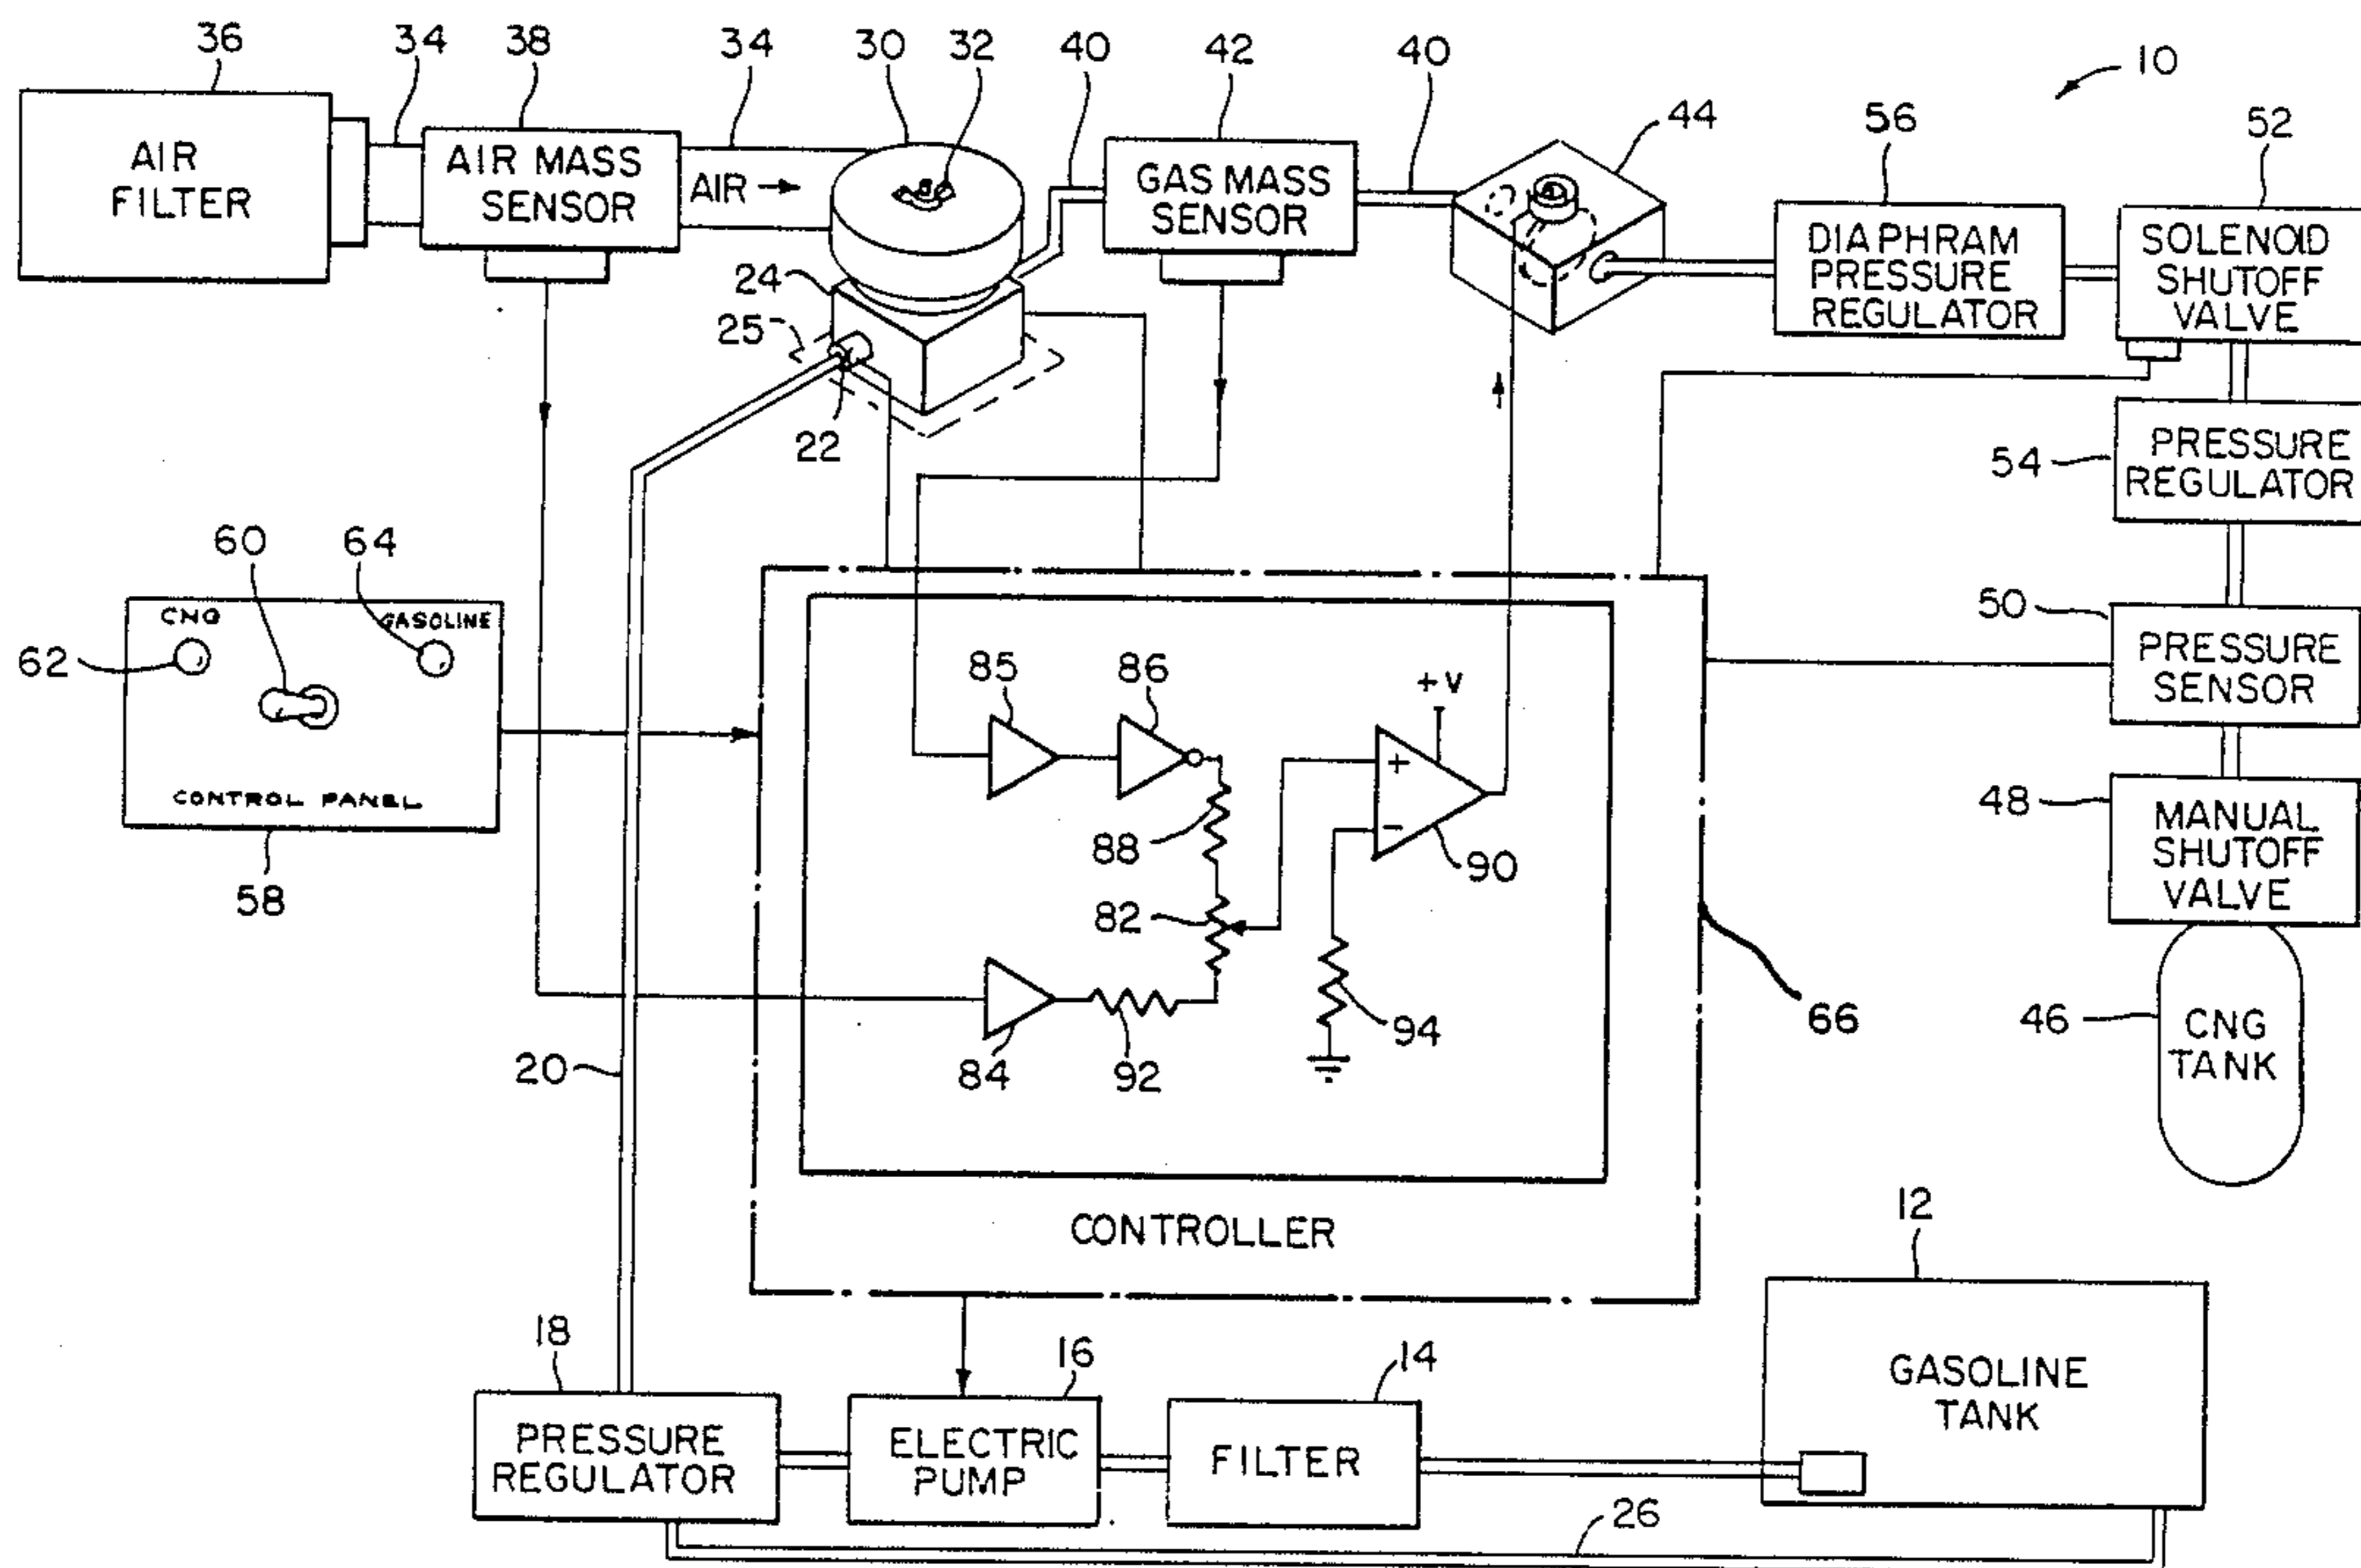 36
34
38
34
30
32
40
42
40
44
10
56
52
AIR
FILTER
AIR MASS
SENSOR
AIR
GAS MASS
SENSOR
DIAPHRAM
PRESSURE
REGULATOR
SOLENOID
SHUTOFF
VALVE
24
25
22
54
PRESSURE
REGULATOR
60
64
62
CNG
GASOLINE
CONTROL PANEL
58
50
PRESSURE
SENSOR
48
MANUAL
SHUTOFF
VALVE
46
CNG
TANK
85
86
+V
+
-
88
90
82
84
92
94
66
20
CONTROLLER
12
GASOLINE
TANK
18
PRESSURE
REGULATOR
16
ELECTRIC
PUMP
14
FILTER
26